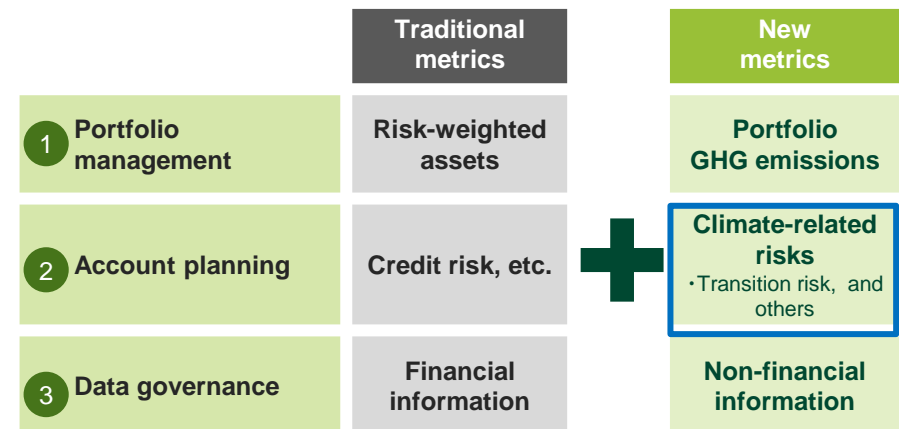 Traditional
metrics
New
metrics
1
Portfolio
management
Risk-weighted
assets
Portfolio
GHG emissions
2
Account planning
Credit risk, etc.
Climate-related
risks
・Transition risk, and
others
3
Data governance
Financial
information
Non-financial
information